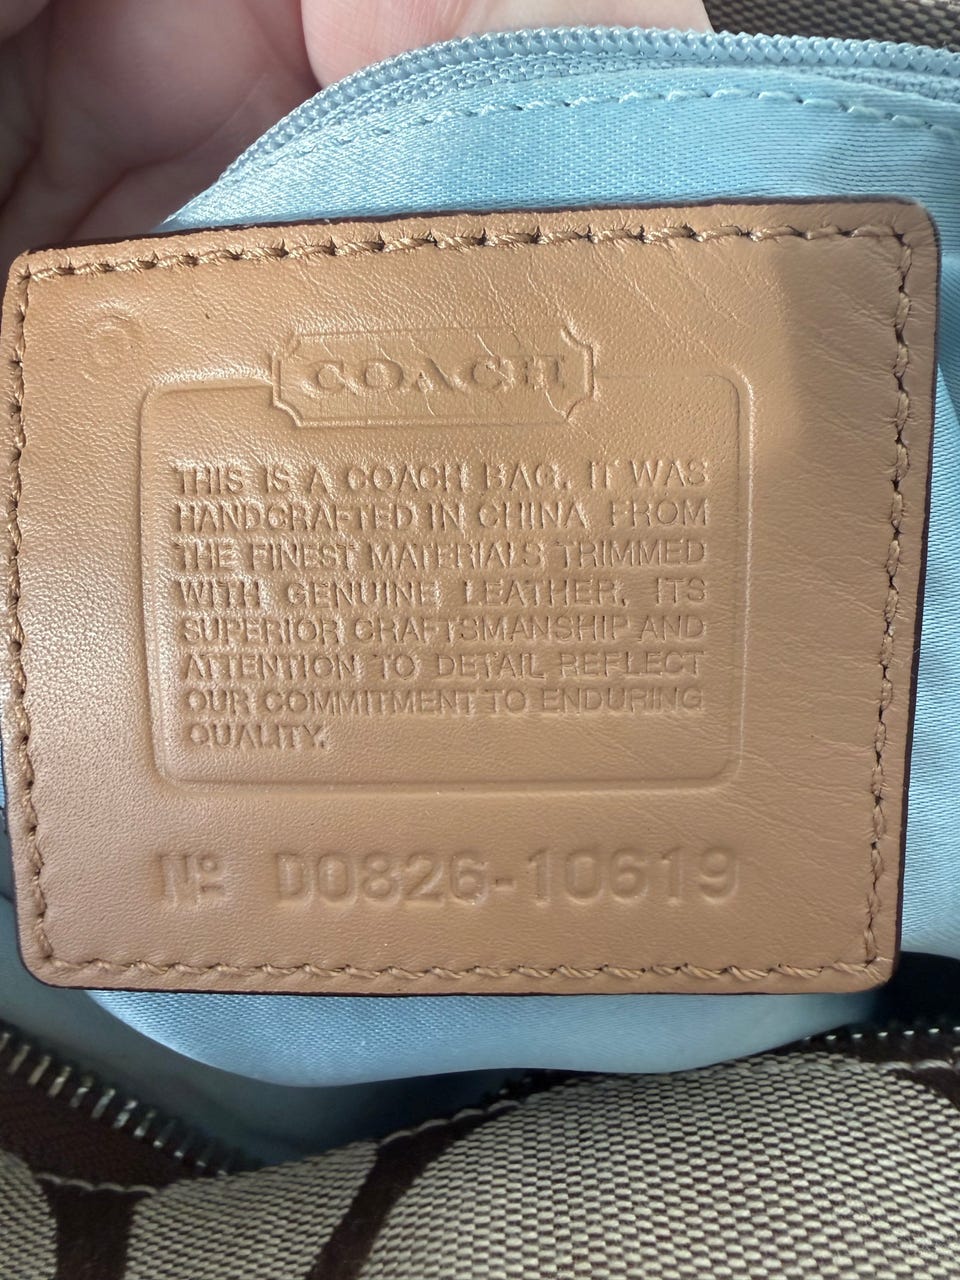 COACH
THIS IS A COACH BAG. IT WAS
HANDCRAFTED IN CHINA FROM
THE FINEST MATERIALS TRIMMED
WITH GENUINE LEATHER. ITS
SUPERIOR CRAFTSMANSHIP AND
ATTENTION TO DETAIL REFLECT
OUR COMMITMENT TO ENDURING
QUALITY.
Nº D0826-10619